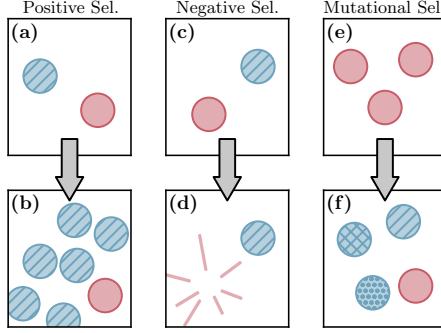 Positive Sel. Negative Sel. Mutational Sel
(a) (c) (e)
(b) (d) (f)